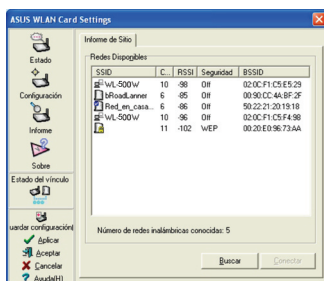 ASUS WLAN Card Settings
Estado
Configuración
Informe
Sobre
Estado del vínculo
uardar configuración(
Aplicar
Aceptar
Cancelar
Ayuda(H)
Informe de Sitio
Redes Disponibles
SSID C... RSSI Seguridad BSSID
WL-500W 10 -98 Off 02:0C:F1:C5:E5:29
bRoadLanner 6 -85 Off 00:90:CC:4A:BF:2F
Red_en_casa... 6 -86 Off 50:22:21:20:19:18
WL-500W 10 -96 Off 02:0C:F1:C5:F4:98
11 -102 WEP 00:20:E0:96:73:AA
Número de redes inalámbricas conocidas: 5
Buscar
Conectar